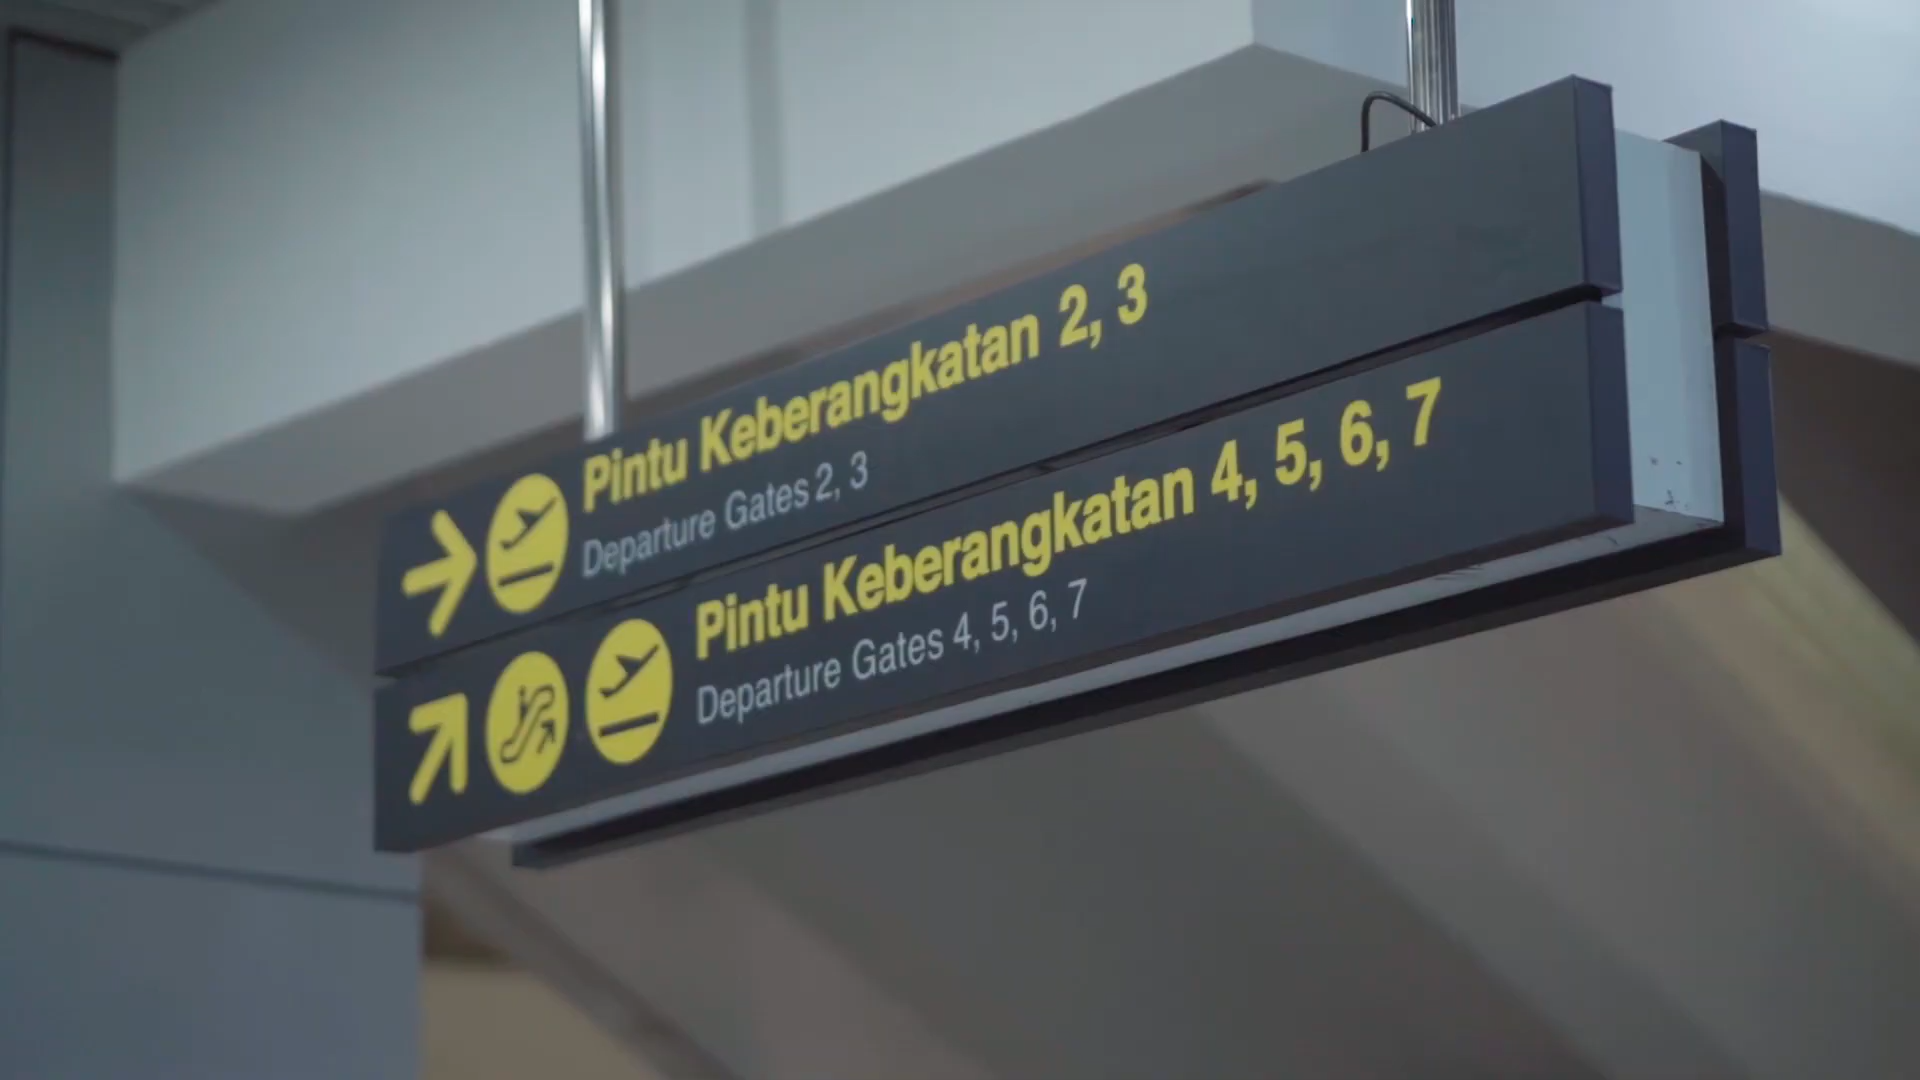 Pintu Keberangkatan 2, 3
Departure Gates 2, 3
Pintu Keberangkatan 4, 5, 6, 7
Departure Gates 4, 5, 6, 7